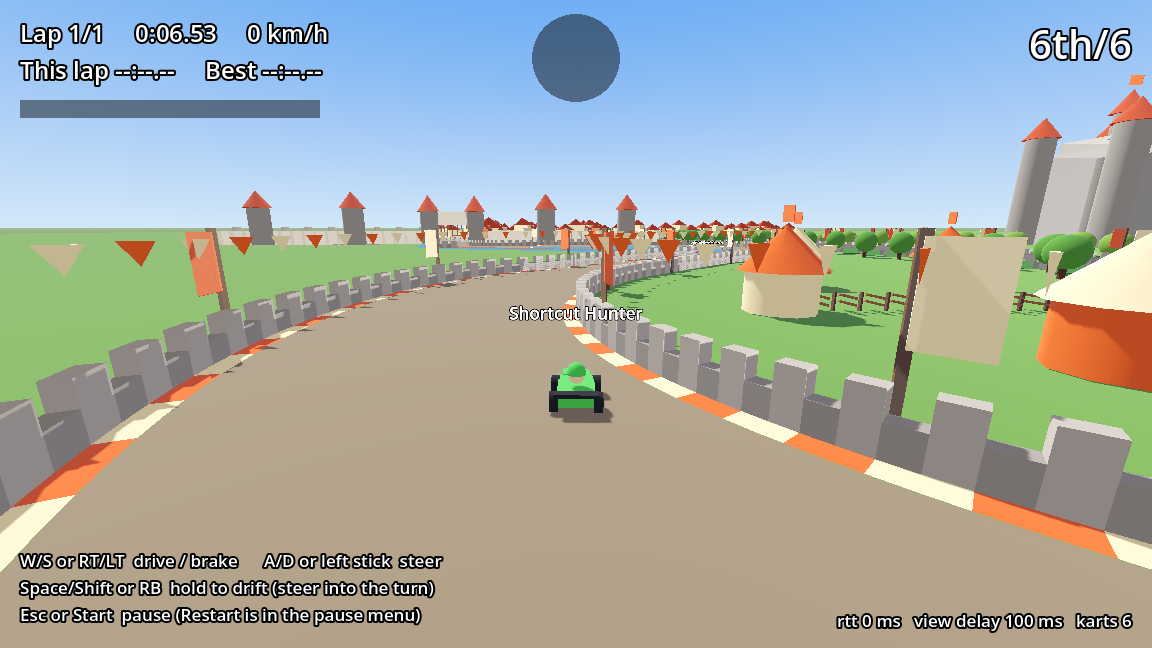 Lap 1/1 0:06.53 0 km/h
6th/6
This lap --:--.-- Best --:--.--
Shortcut Hunter
W/S or RT/LT drive / brake A/D or left stick steer
Space/Shift or RB hold to drift (steer into the turn)
Esc or Start pause (Restart is in the pause menu)
rtt 0 ms view delay 100 ms karts 6